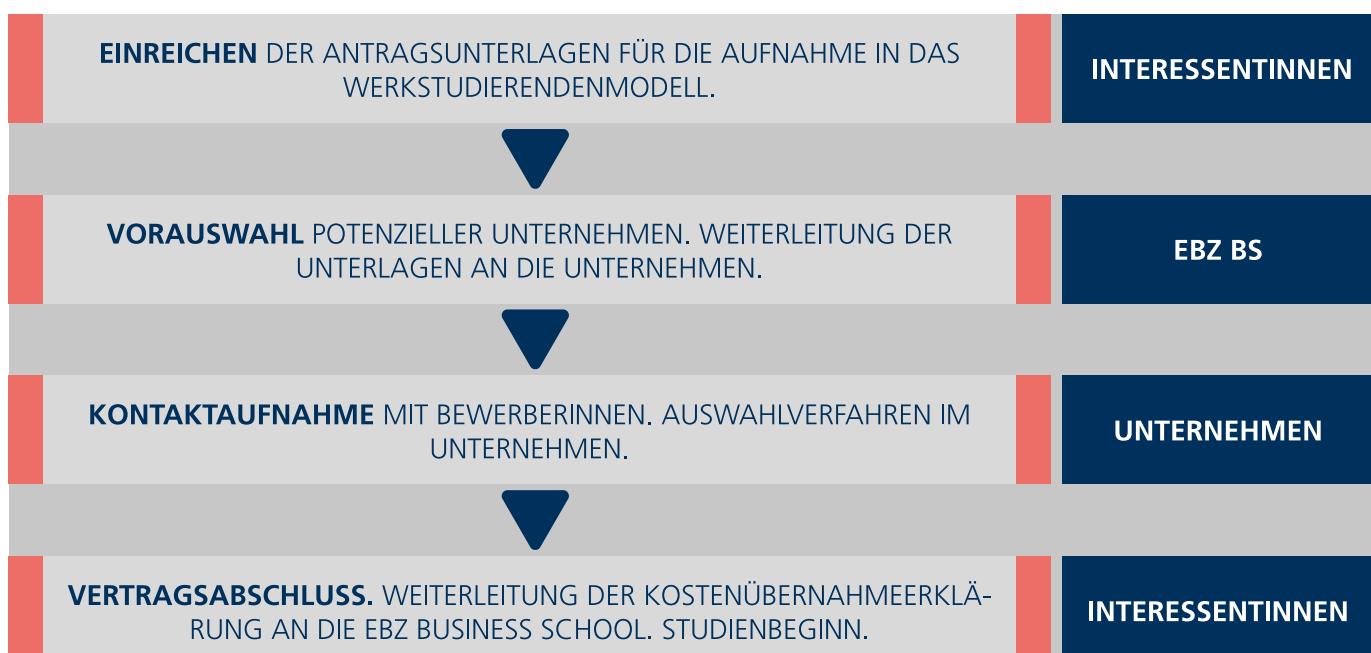 EINREICHEN DER ANTRAGSUNTERLAGEN FÜR DIE AUFNAHME IN DAS
WERKSTUDIERENDENMODELL.
INTERESSENTINNEN
VORAUSWAHL POTENZIELLER UNTERNEHMEN. WEITERLEITUNG DER
UNTERLAGEN AN DIE UNTERNEHMEN.
EBZ BS
KONTAKTAUFNAHME MIT BEWERBERINNEN. AUSWAHLVERFAHREN IM
UNTERNEHMEN.
UNTERNEHMEN
VERTRAGSABSCHLUSS. WEITERLEITUNG DER KOSTENÜBERNAHMEERKLÄ-
RUNG AN DIE EBZ BUSINESS SCHOOL. STUDIENBEGINN.
INTERESSENTINNEN